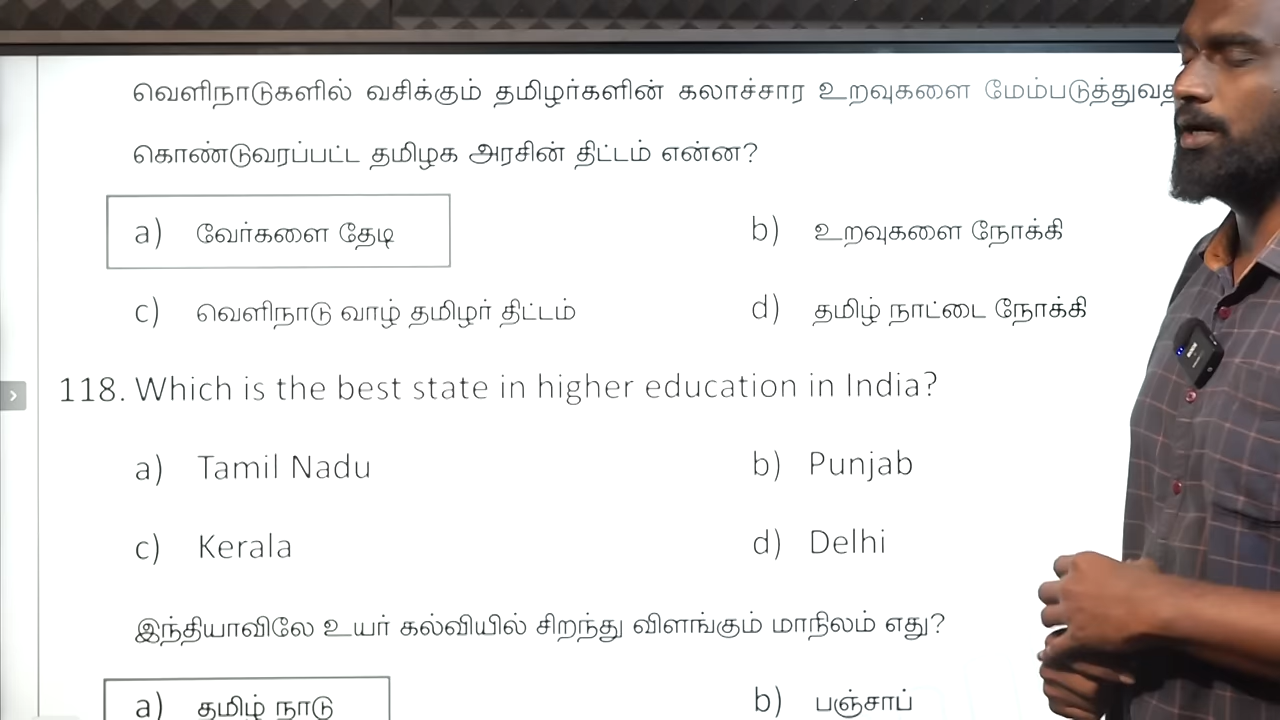 வெளிநாடுகளில் வசிக்கும் தமிழர்களின் கலாச்சார உறவுகளை
கொண்டுவரப்பட்ட தமிழக அரசின் திட்டம் என்ன?
a) வேர்களை தேடி b) உறவுகளை நோக்கி
c) வெளிநாடு வாழ் தமிழர் திட்டம் d) தமிழ் நாட்டை நோக்கி
118. Which is the best state in higher education in India?
a) Tamil Nadu b) Punjab
c) Kerala d) Delhi
இந்தியாவிலே உயர் கல்வியில் சிறந்து விளங்கும் மாநிலம் எது?
a) தமிழ் நாடு b) பஞ்சாப்